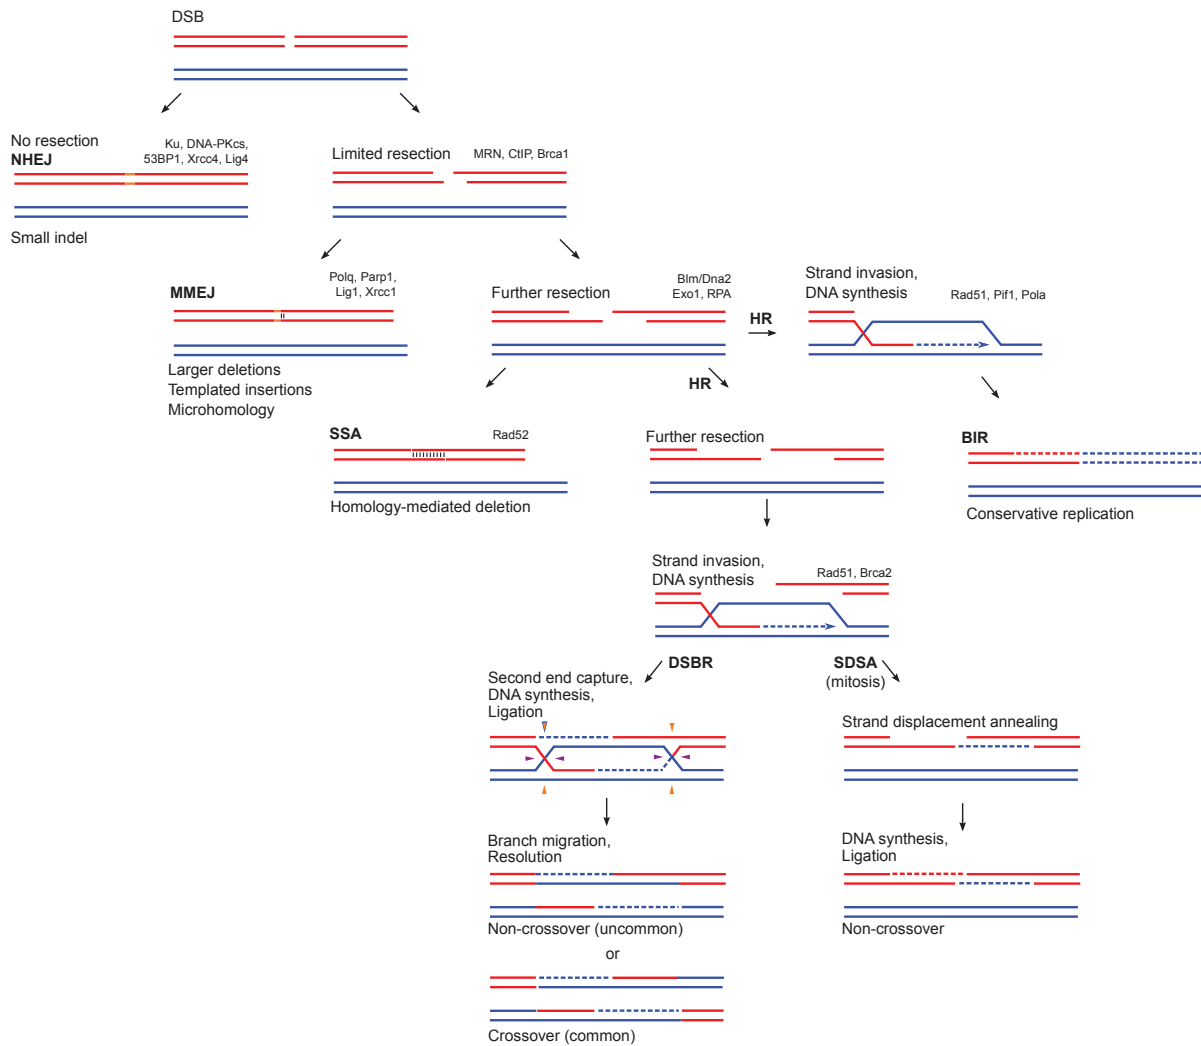 DSB
No resection
NHEJ
Ku, DNA-PKcs,
53BP1, Xrcc4, Lig4
Small indel
Limited resection
MRN, CtIP, Brca1
MMEJ
Polq, Parp1,
Lig1, Xrcc1
Larger deletions
Templated insertions
Microhomology
Further resection
Blm/Dna2
Exo1, RPA
HR
Strand invasion,
DNA synthesis
Rad51, Pif1, Pola
HR
SSA
Rad52
Homology-mediated deletion
Further resection
BIR
Conservative replication
Strand invasion,
DNA synthesis
Rad51, Brca2
DSBR
SDSA
(mitosis)
Second end capture,
DNA synthesis,
Ligation
Strand displacement annealing
Branch migration,
Resolution
Non-crossover (uncommon)
or
Crossover (common)
DNA synthesis,
Ligation
Non-crossover